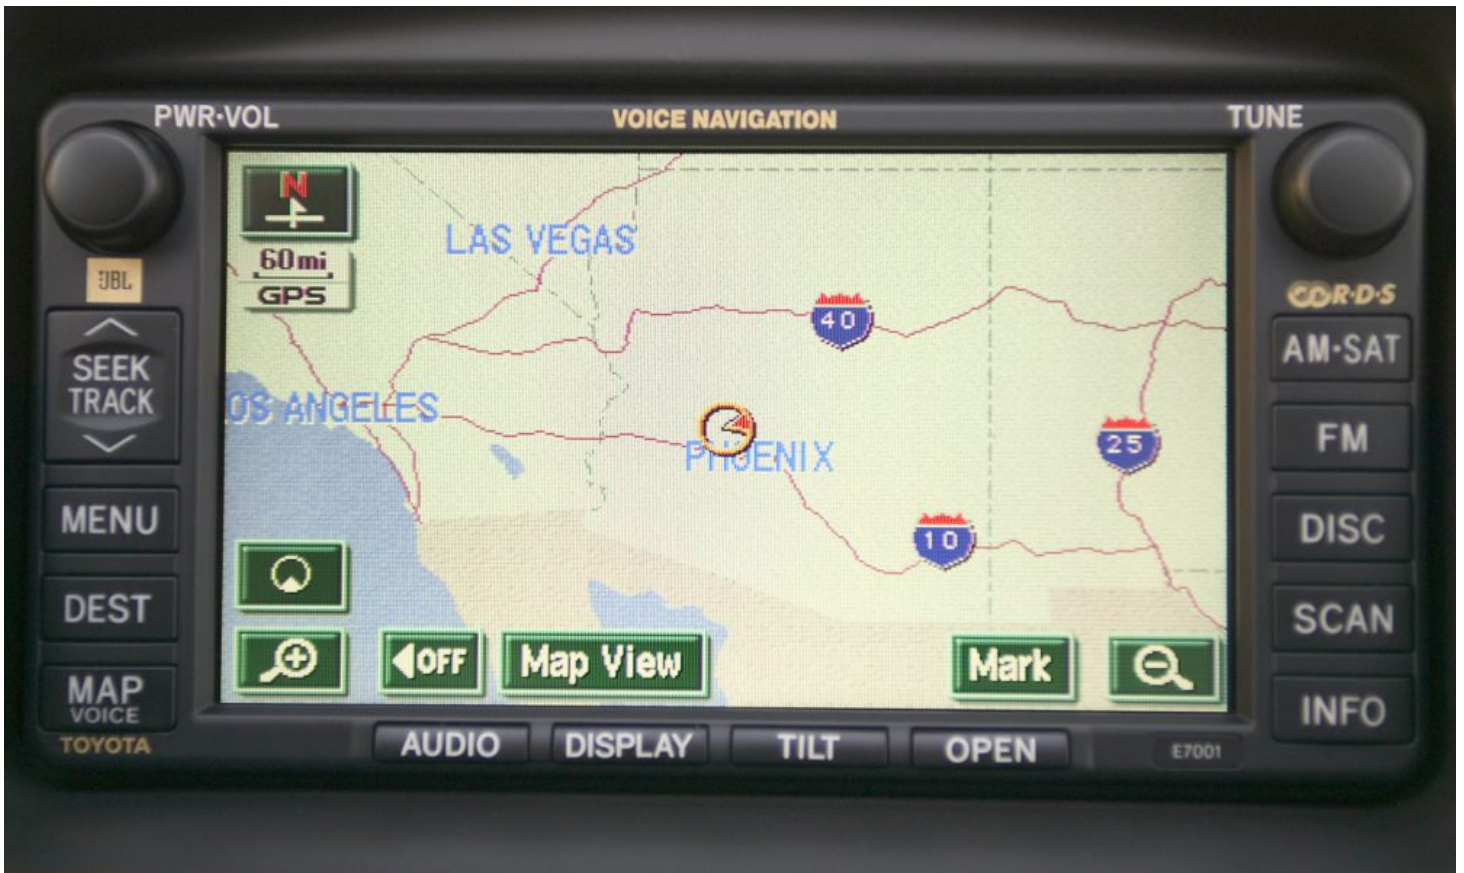 PWR·VOL
VOICE NAVIGATION
TUNE
N
60mi
GPS
LAS VEGAS
JBL
CD R·D·S
SEEK
TRACK
40
AM·SAT
OS ANGELES
PHOENIX
25
FM
MENU
10
DISC
DEST
SCAN
OFF
Map View
Mark
MAP
VOICE
INFO
TOYOTA
AUDIO
DISPLAY
TILT
OPEN
E7001